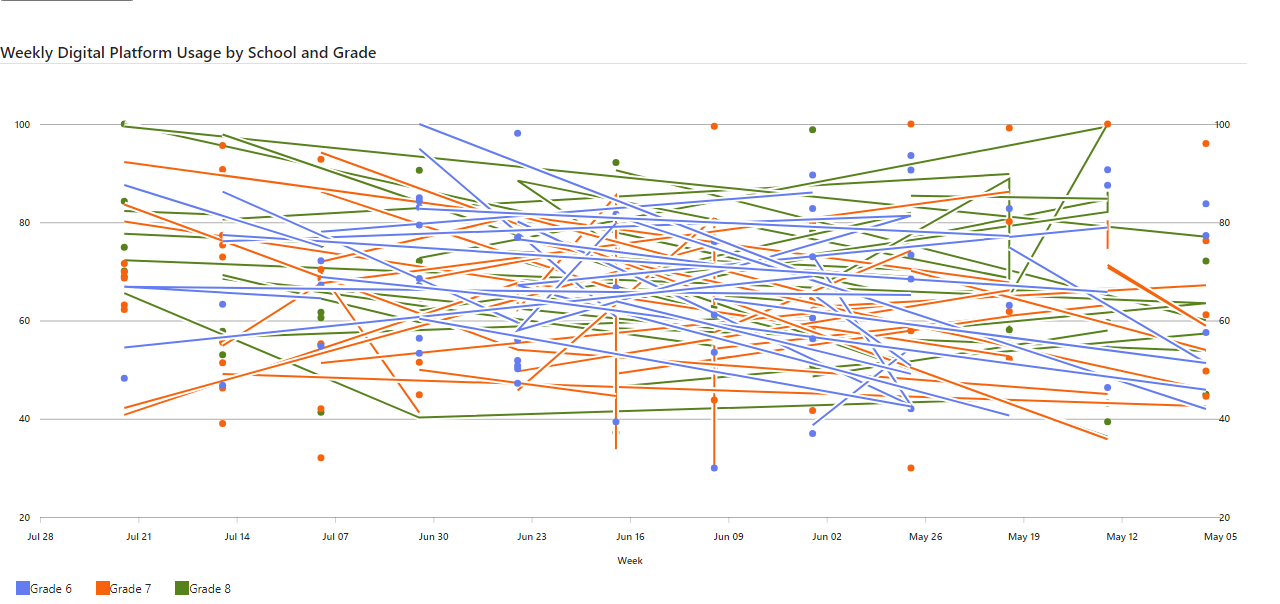 Weekly Digital Platform Usage by School and Grade
100 100
80 80
60 60
40 40
20 20
Jul 28 Jul 21 Jul 14 Jul 07 Jun 30 Jun 23 Jun 16 Jun 09 Jun 02 May 26 May 19 May 12 May 05
Week
Grade 6 Grade 7 Grade 8